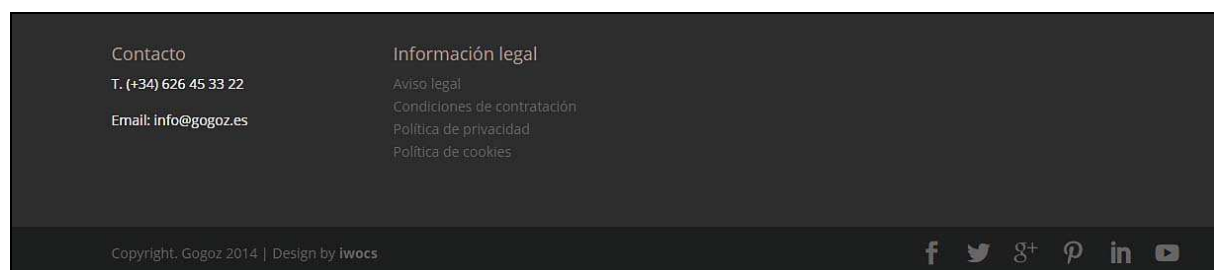 Contacto
T. (+34) 626 45 33 22
Email: info@gogoz.es
Información legal
Aviso legal
Condiciones de contratación
Política de privacidad
Política de cookies
Copyright. Gogoz 2014 | Design by iwocs